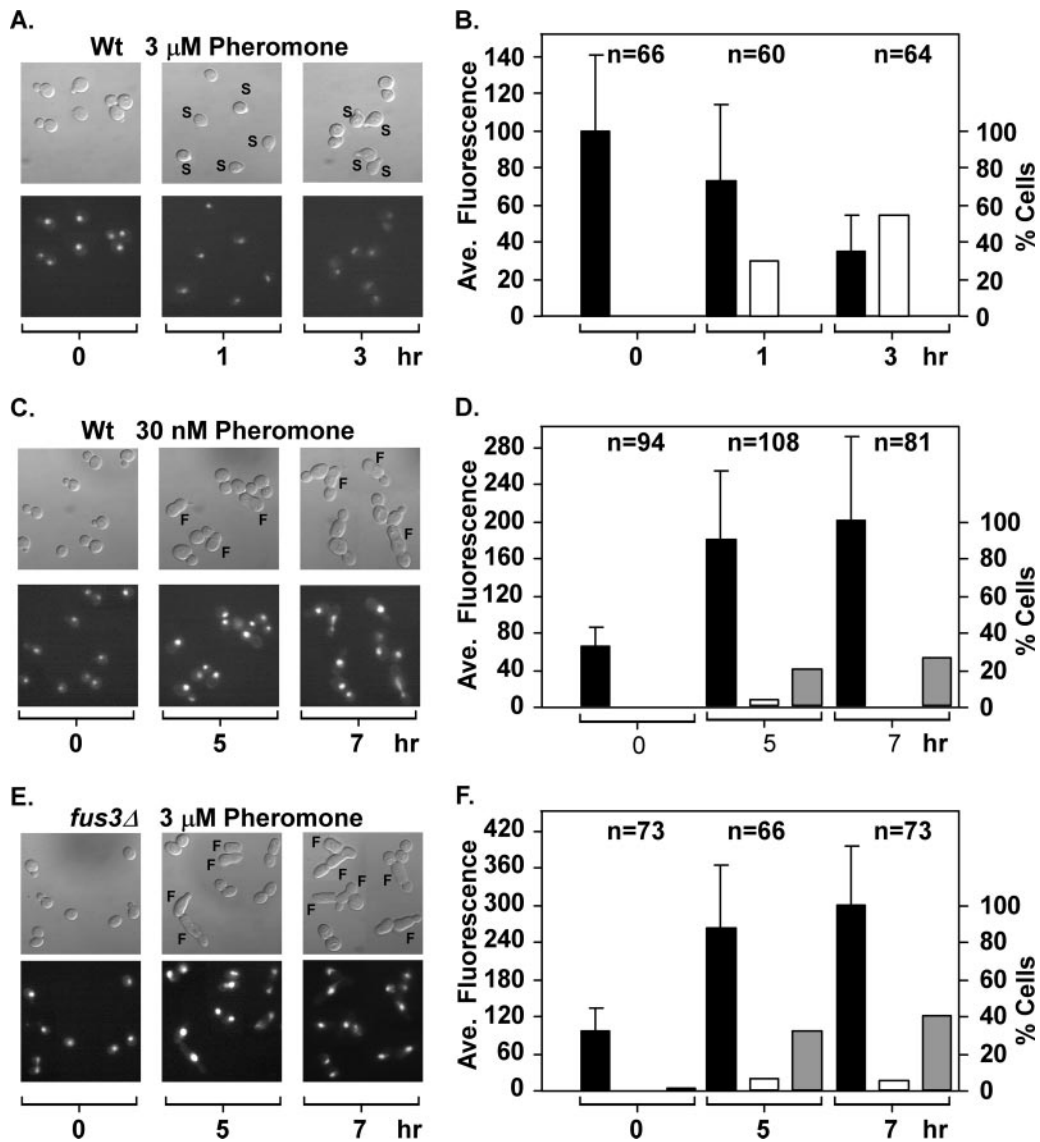 A.
Wt 3 μM Pheromone
S
S
S
S
S
S
S
S
S
0
1
3 hr
B.
n=66 n=60 n=64
140
120
100
80
60
40
20
0
Ave. Fluorescence
100
80
60
40
20
0
% Cells
0 1 3 hr
C.
Wt 30 nM Pheromone
F
F
F
F
F
F
0 5 7 hr
D.
n=94 n=108 n=81
280
240
200
160
120
80
40
0
Ave. Fluorescence
100
80
60
40
20
0
% Cells
0 5 7 hr
E.
fus3Δ 3 μM Pheromone
F
F
F
F
F
F
F
F
F
0 5 7 hr
F.
n=73 n=66 n=73
420
360
300
240
180
120
60
0
Ave. Fluorescence
100
80
60
40
20
0
% Cells
0 5 7 hr